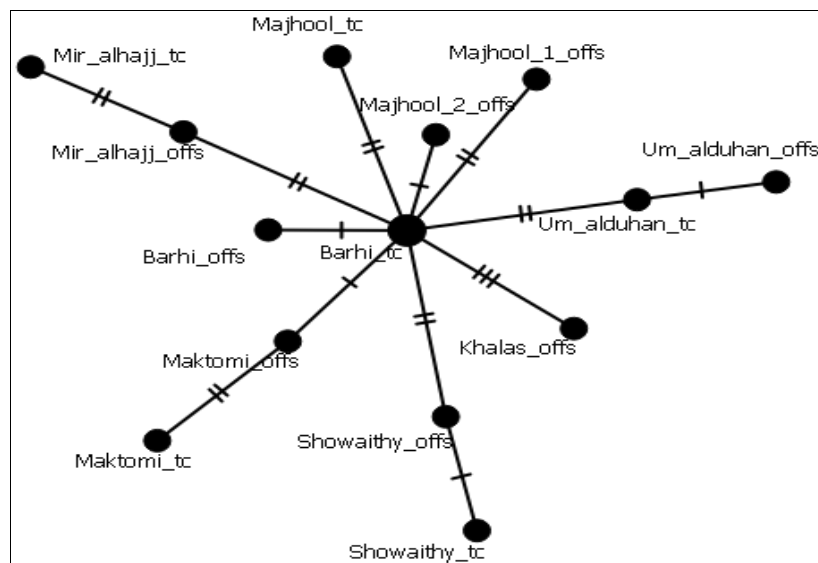 Majhool_tc
Mir_alhajj_tc
Majhool_1_offs
Majhool_2_offs
Mir_alhajj_offs
Um_alduhan_offs
Um_alduhan_tc
Barhi_tc
Barhi_offs
Khalas_offs
Maktomi_offs
Showaithy_offs
Maktomi_tc
Showaithy_tc